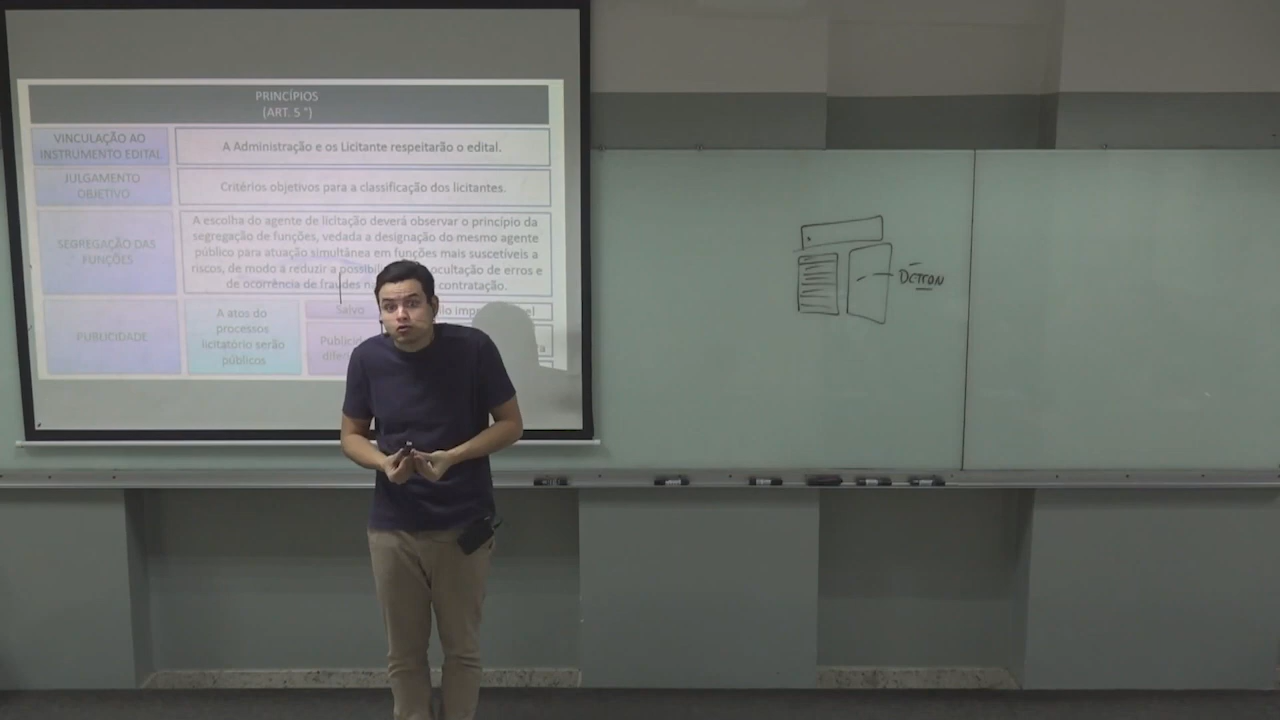 PRINCÍPIOS
(ART. 5 º)
VINCULAÇÃO AO
INSTRUMENTO EDITAL
A Administração e os Licitante respeitarão o edital.
JULGAMENTO
OBJETIVO
Critérios objetivos para a classificação dos licitantes.
SEGREGAÇÃO DAS
FUNÇÕES
A escolha do agente de licitação deverá observar o princípio da
segregação de funções, vedada a designação do mesmo agente
público para atuação simultânea em funções mais suscetíveis a
riscos, de modo a reduzir a ocultação de erros e
de ocorrência de fraudes contratação.
PUBLICIDADE
A atos do
processos
licitatório serão
públicos
Salvo